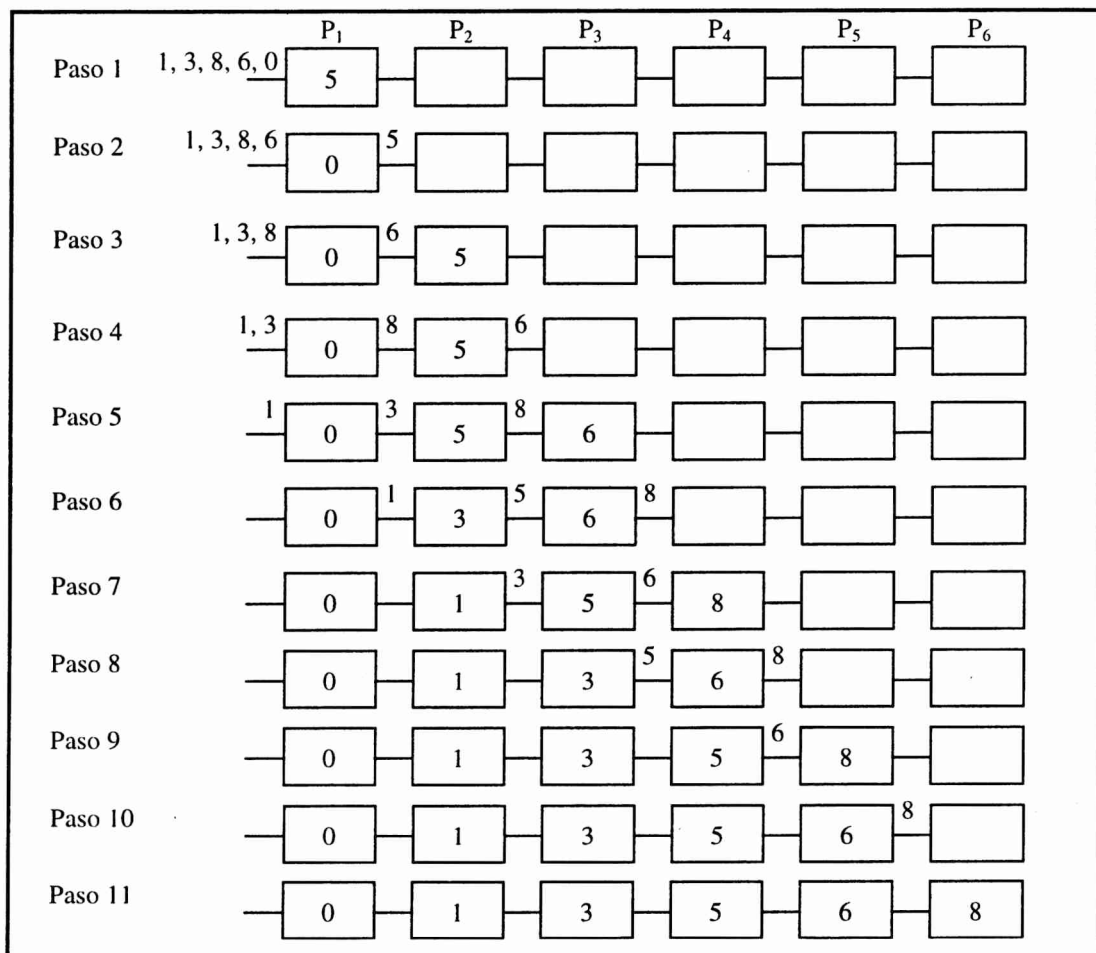 P₁ P₂ P₃ P₄ P₅ P₆
Paso 1 1, 3, 8, 6, 0 5
Paso 2 1, 3, 8, 6 0 5
Paso 3 1, 3, 8 0 6 5
Paso 4 1, 3 0 8 5 6
Paso 5 1 0 3 5 8 6
Paso 6 0 1 3 5 6 8
Paso 7 0 1 3 5 6 8
Paso 8 0 1 3 5 6 8
Paso 9 0 1 3 5 6 8
Paso 10 0 1 3 5 6 8
Paso 11 0 1 3 5 6 8